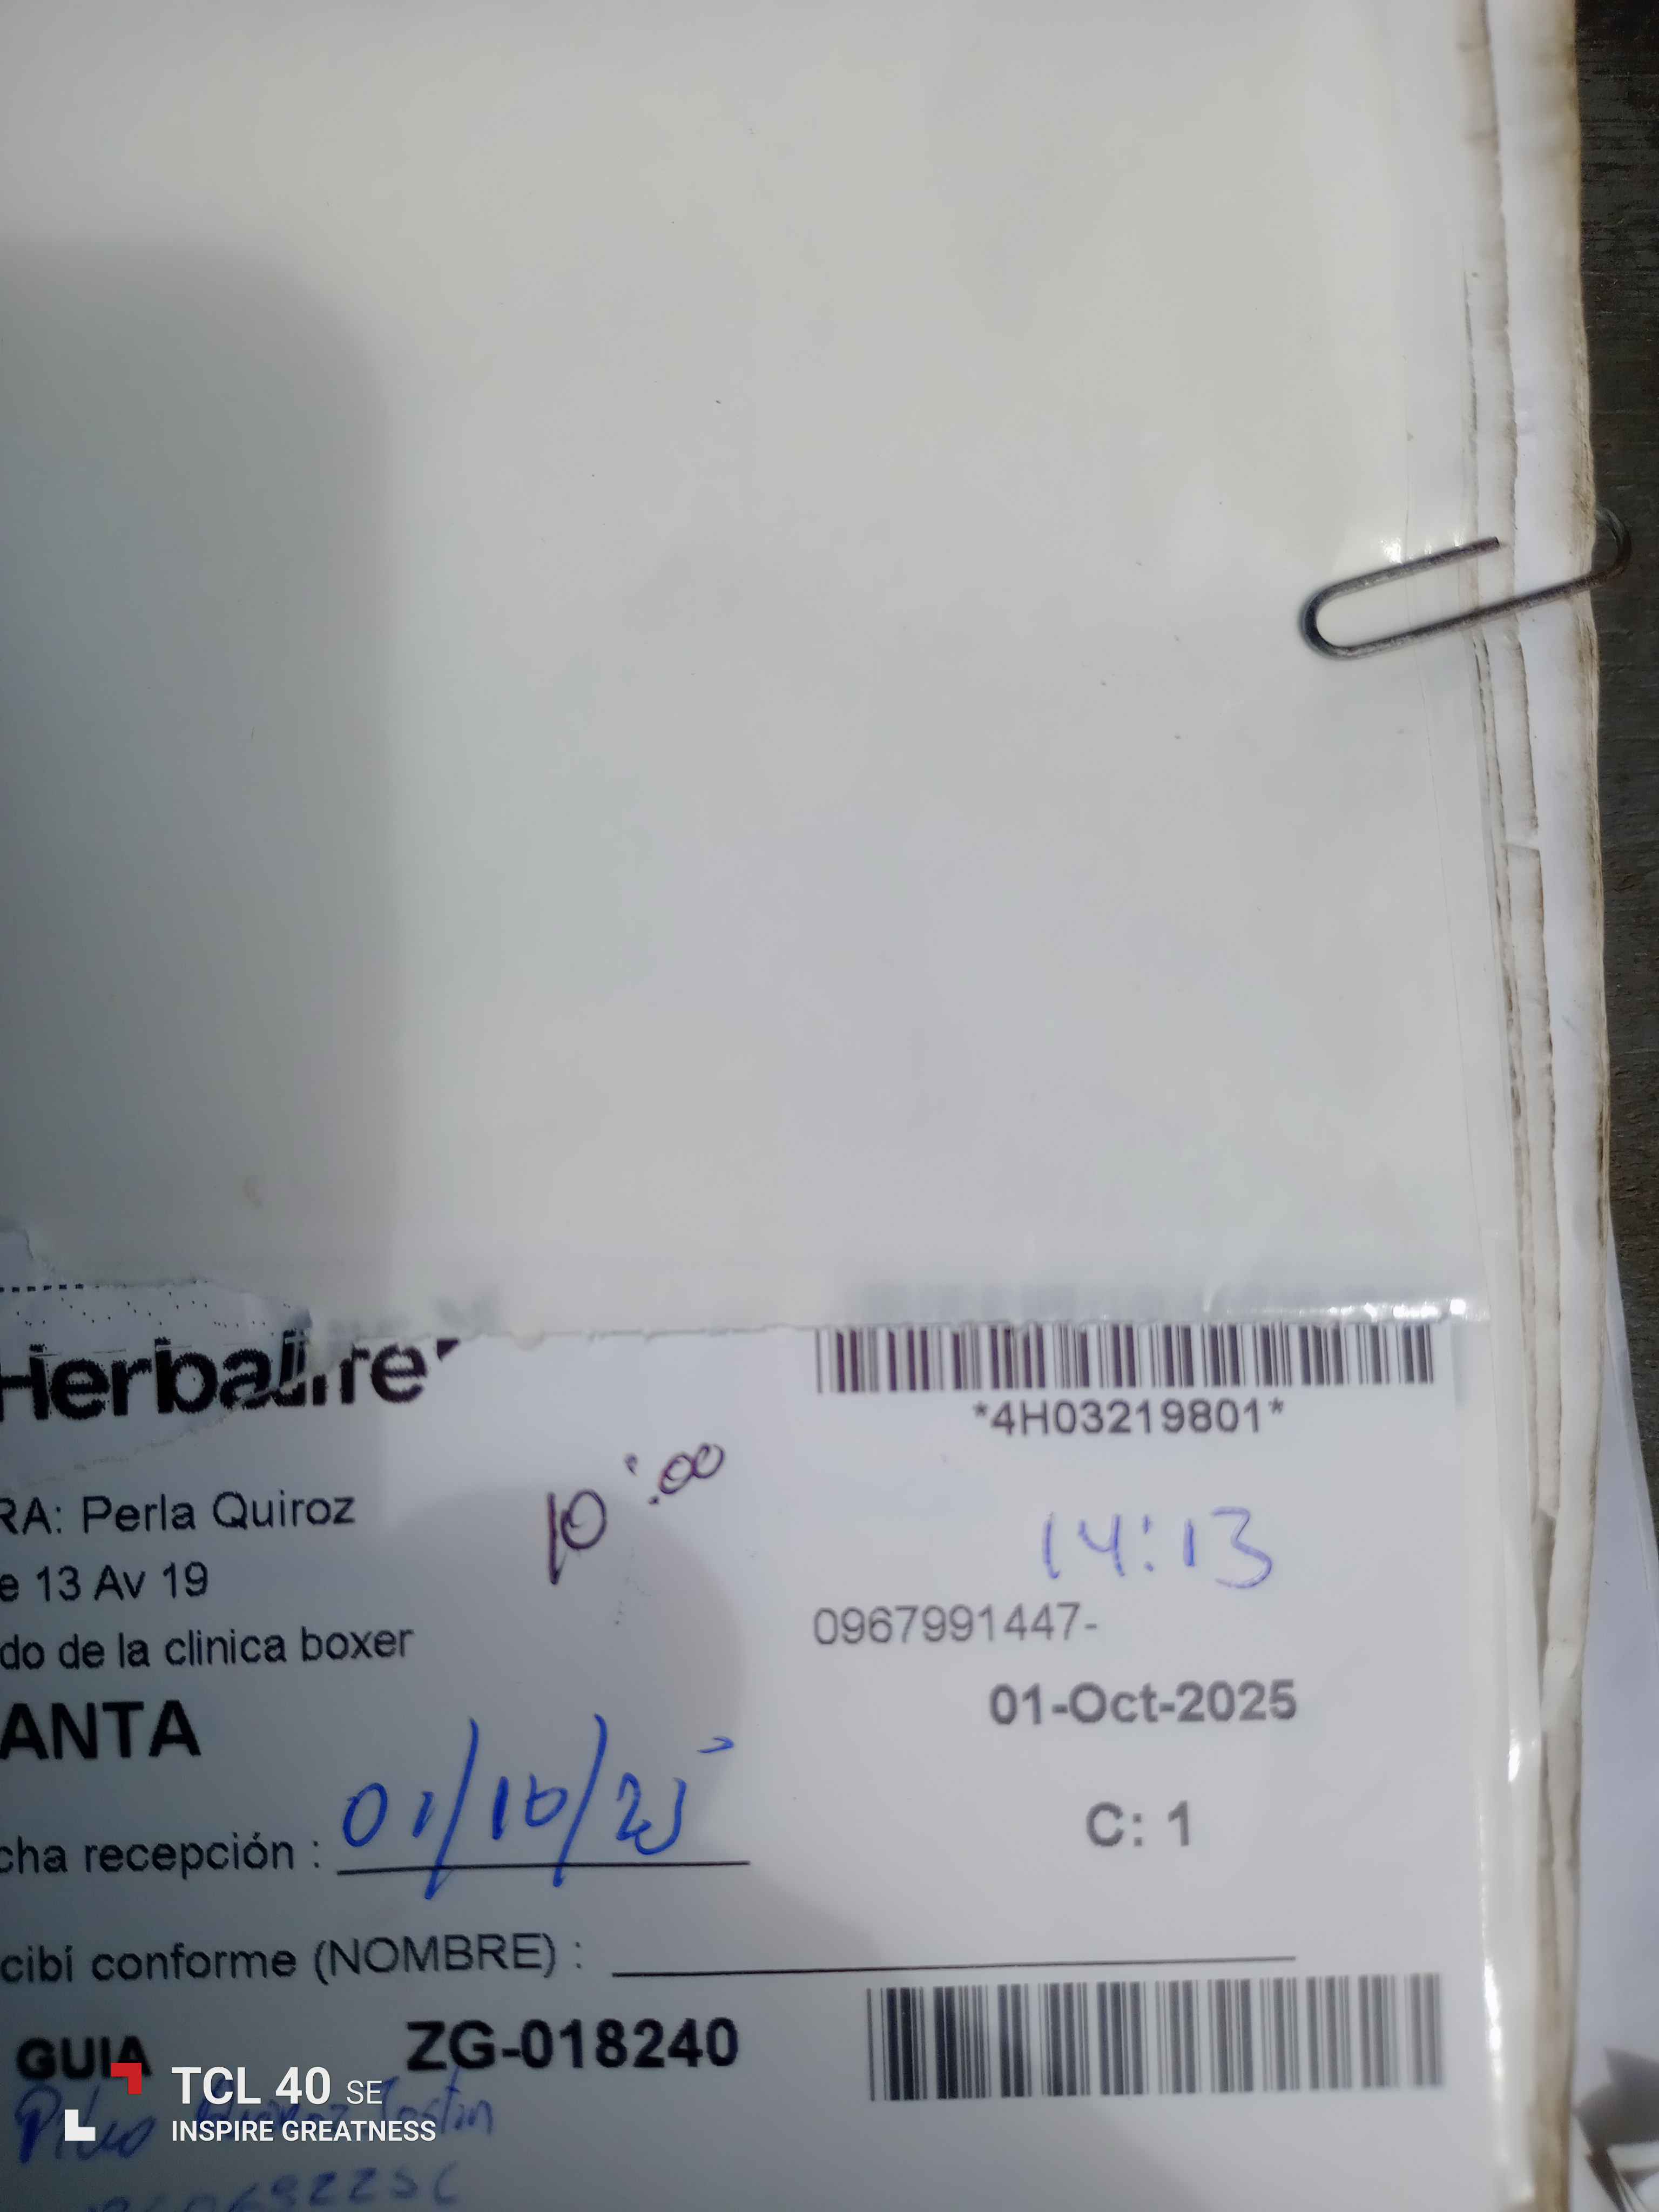 Herbalife
*4H03219801*
10:00
RA: Perla Quiroz
14:13
e 13 Av 19
0967991447-
do de la clinica boxer
01-Oct-2025
ANTA
01/10/25
C: 1
cha recepción :
cibí conforme (NOMBRE) :
GUIA ZG-018240
TCL 40 SE
INSPIRE GREATNESS